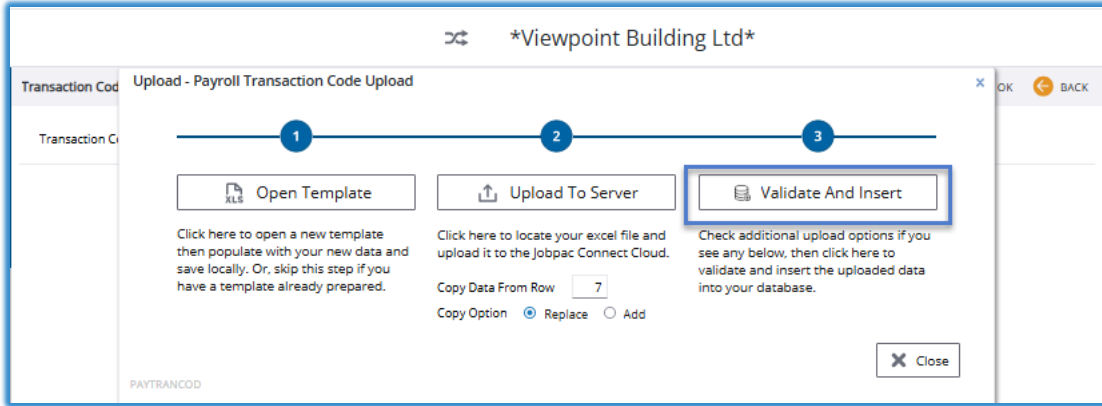 *Viewpoint Building Ltd*
Transaction Cod
Upload - Payroll Transaction Code Upload
x
OK
BACK
Transaction C
1
2
3
XLS
Open Template
Upload To Server
Validate And Insert
Click here to open a new template
then populate with your new data and
save locally. Or, skip this step if you
have a template already prepared.
Click here to locate your excel file and
upload it to the Jobpac Connect Cloud.
Copy Data From Row 7
Copy Option Replace Add
Check additional upload options if you
see any below, then click here to
validate and insert the uploaded data
into your database.
Close
PAYTRANCOD